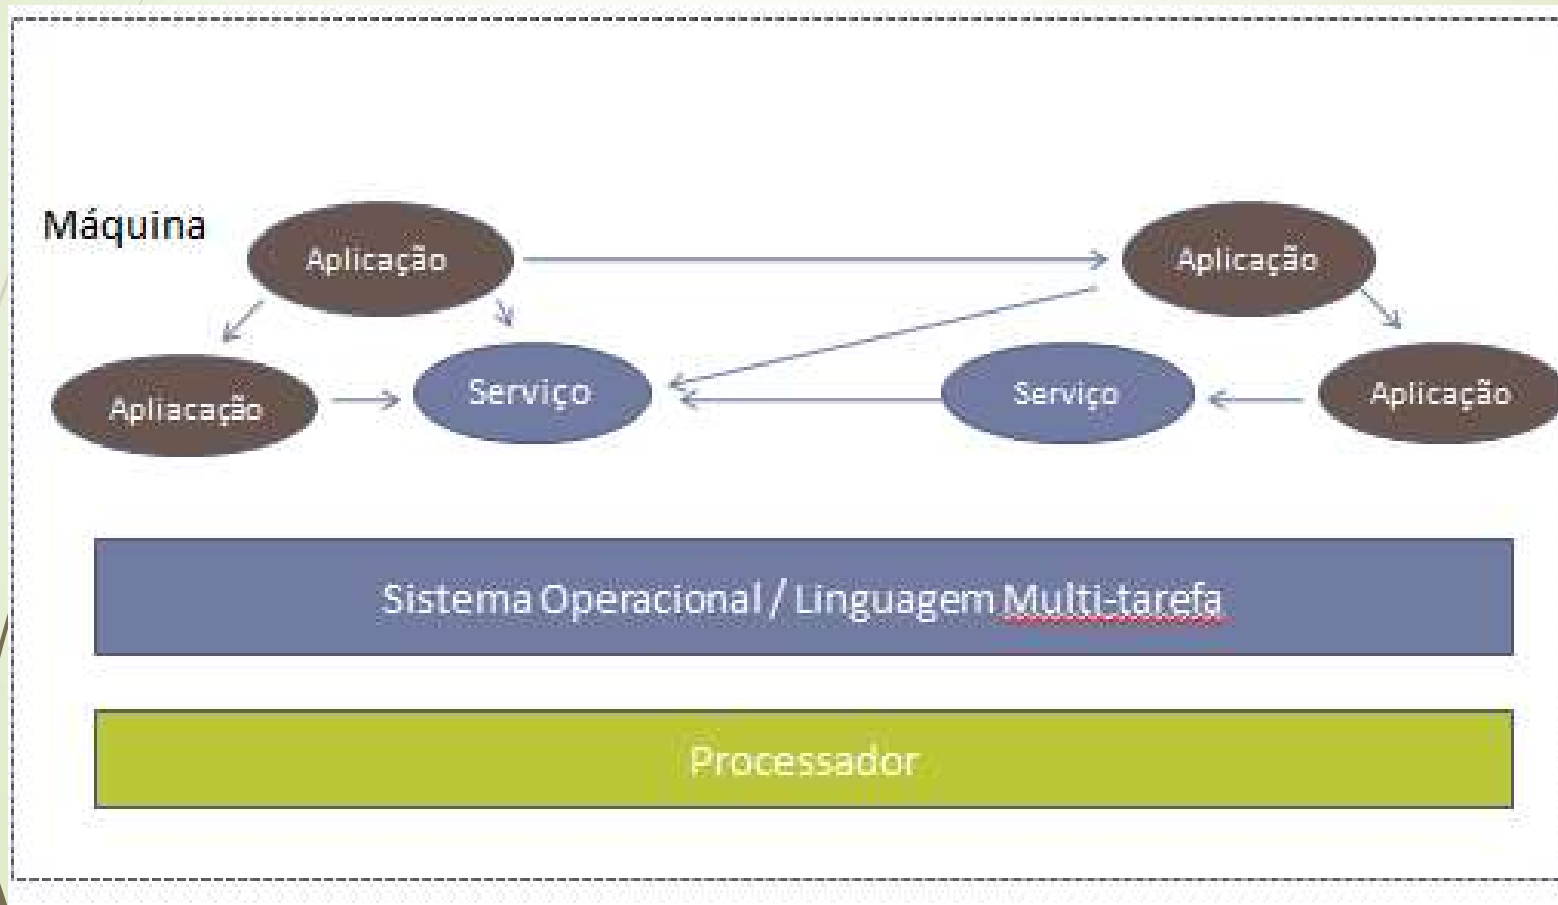 Máquina
Aplicação
Aplicação
Apliacação
Serviço
Serviço
Aplicação
Sistema Operacional / Linguagem Multi-tarefa
Processador